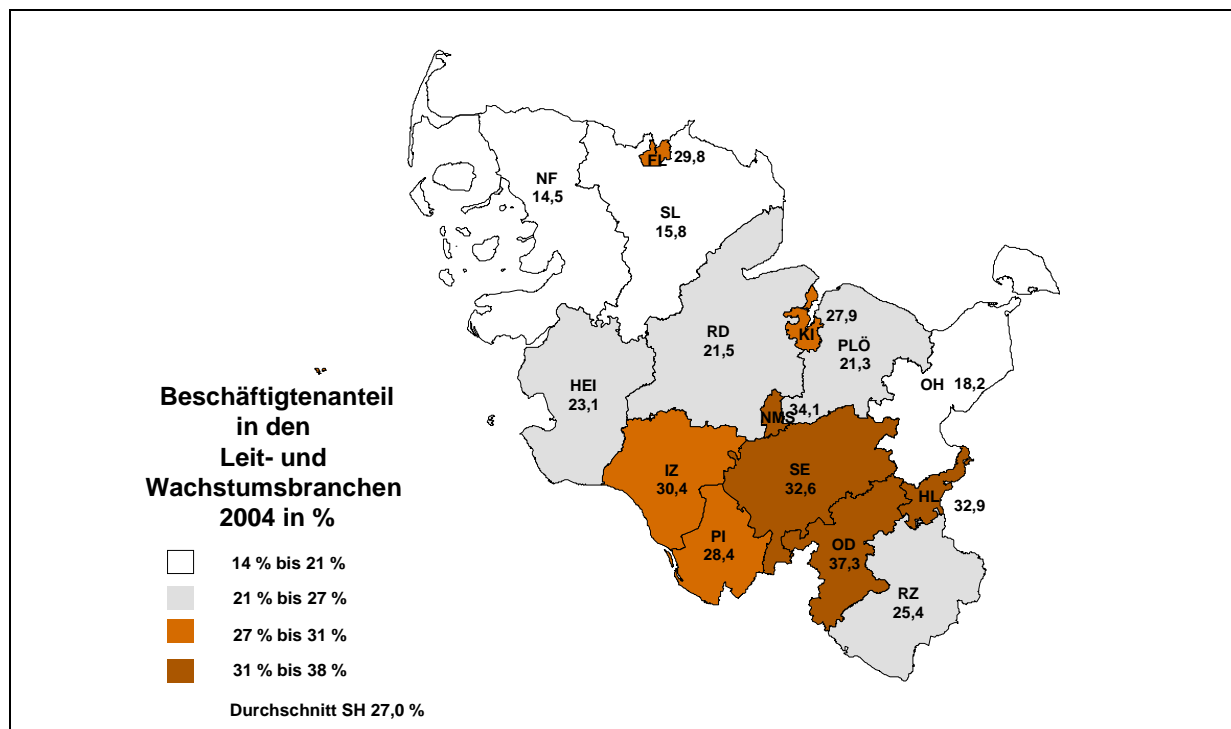 FL 29,8
NF
14,5
SL
15,8
27,9
KI
RD
21,5
PLÖ
21,3
OH 18,2
HEI
23,1
NMS
34,1
IZ
30,4
SE
32,6
HL
32,9
PI
28,4
OD
37,3
RZ
25,4
Beschäftigtenanteil
in den
Leit- und
Wachstumsbranchen
2004 in %
14 % bis 21 %
21 % bis 27 %
27 % bis 31 %
31 % bis 38 %
Durchschnitt SH 27,0 %